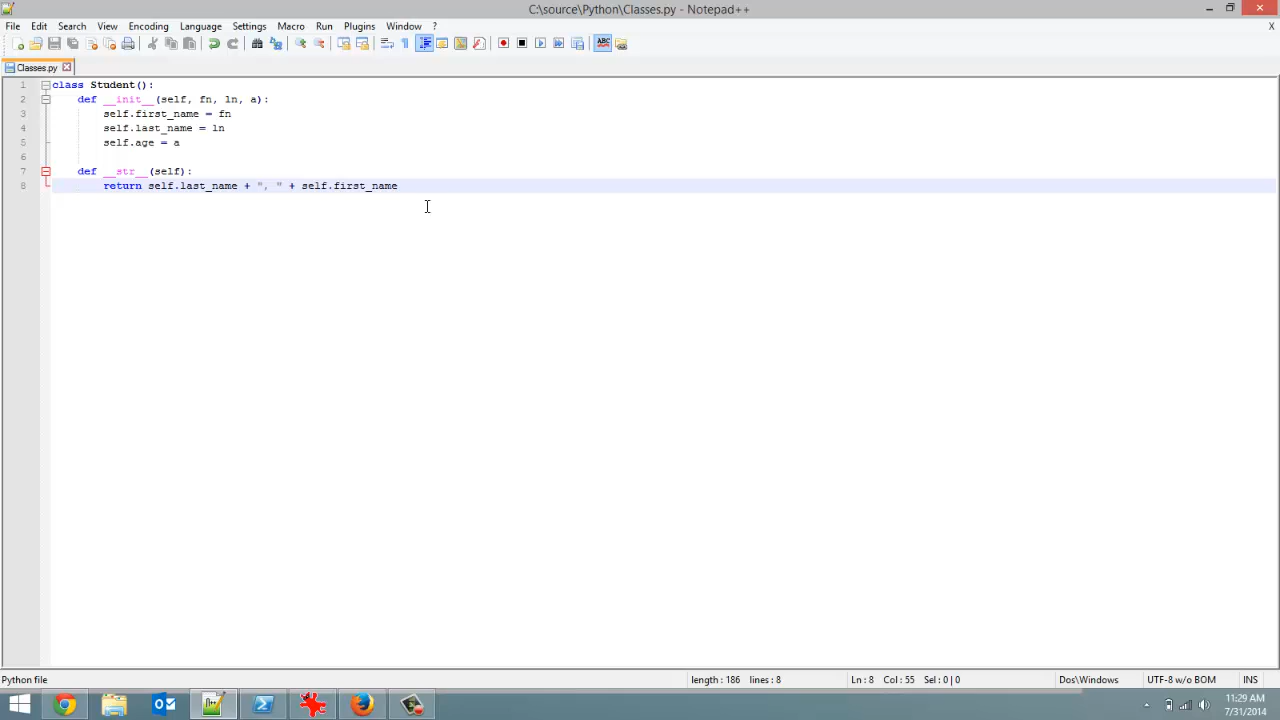 C:\source\Python\Classes.py - Notepad++
File Edit Search View Encoding Language Settings Macro Run Plugins Window ? X
Classes.py
1 class Student():
2     def __init__(self, fn, ln, a):
3         self.first_name = fn
4         self.last_name = ln
5         self.age = a
6
7     def __str__(self):
8         return self.last_name + ", " + self.first_name
Python file length : 186 lines : 8 Ln : 8 Col : 55 Sel : 0 | 0 Dos\Windows UTF-8 w/o BOM INS
11:29 AM
7/31/2014